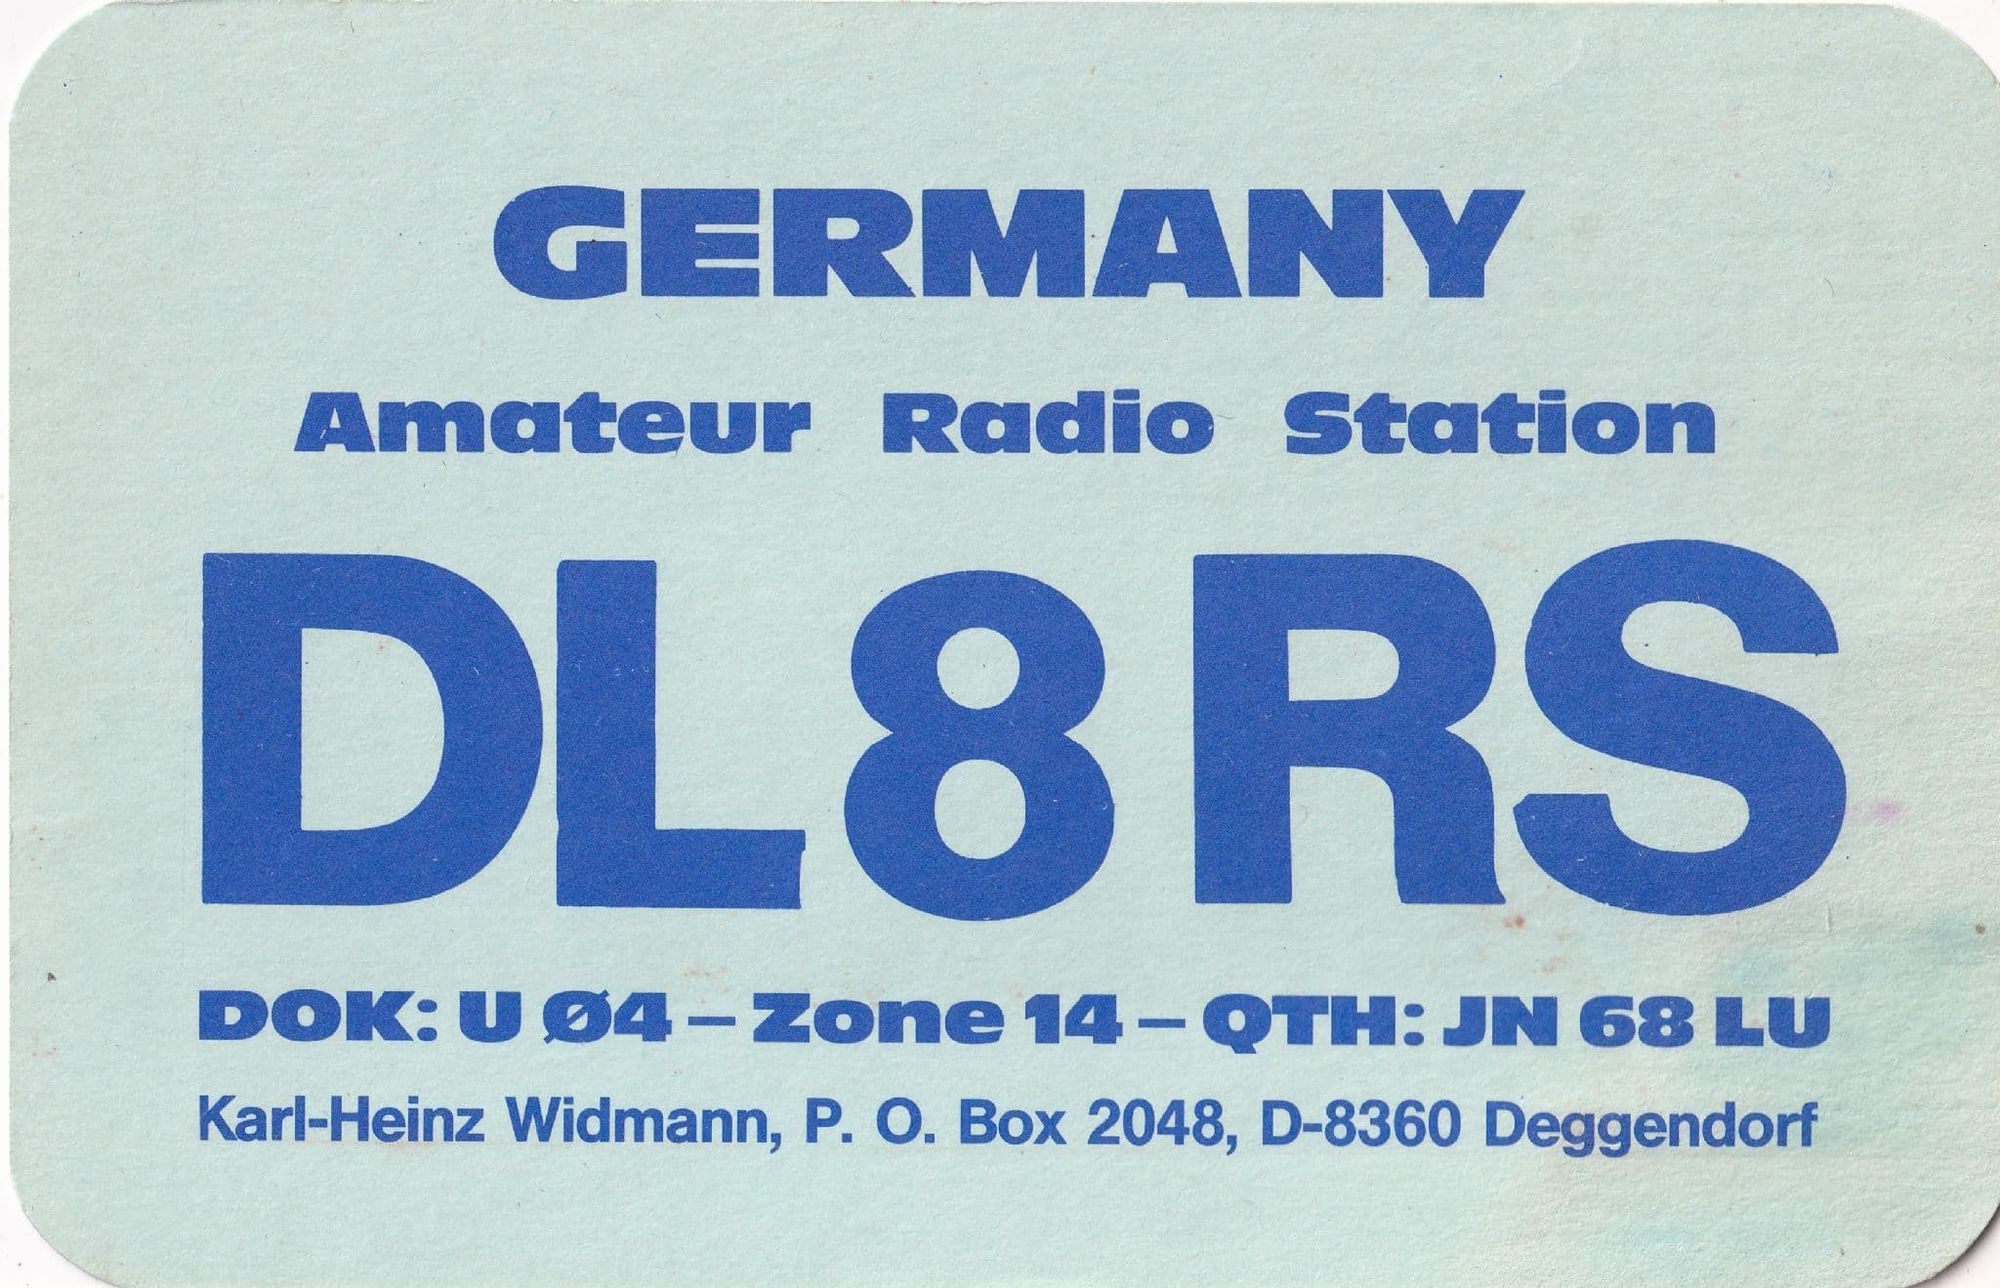 GERMANY
Amateur Radio Station
DL8RS
DOK: U Ø4 – Zone 14 – QTH: JN 68 LU
Karl-Heinz Widmann, P. O. Box 2048, D-8360 Deggendorf